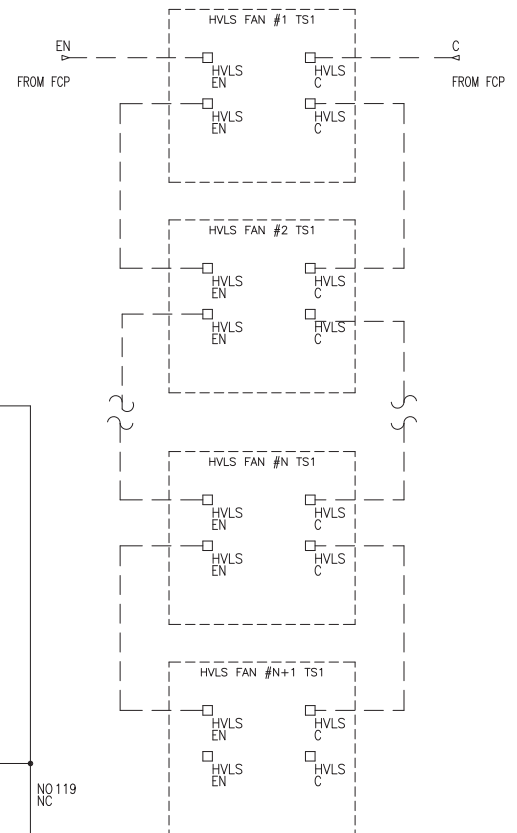 HVLS FAN #1 TS1
EN
C
FROM FCP
FROM FCP
HVLS
EN
HVLS
C
HVLS
EN
HVLS
C
HVLS FAN #2 TS1
HVLS
EN
HVLS
C
HVLS
EN
HVLS
C
HVLS FAN #N TS1
HVLS
EN
HVLS
C
HVLS
EN
HVLS
C
HVLS FAN #N+1 TS1
HVLS
EN
HVLS
C
HVLS
EN
HVLS
C
NO 119
NC